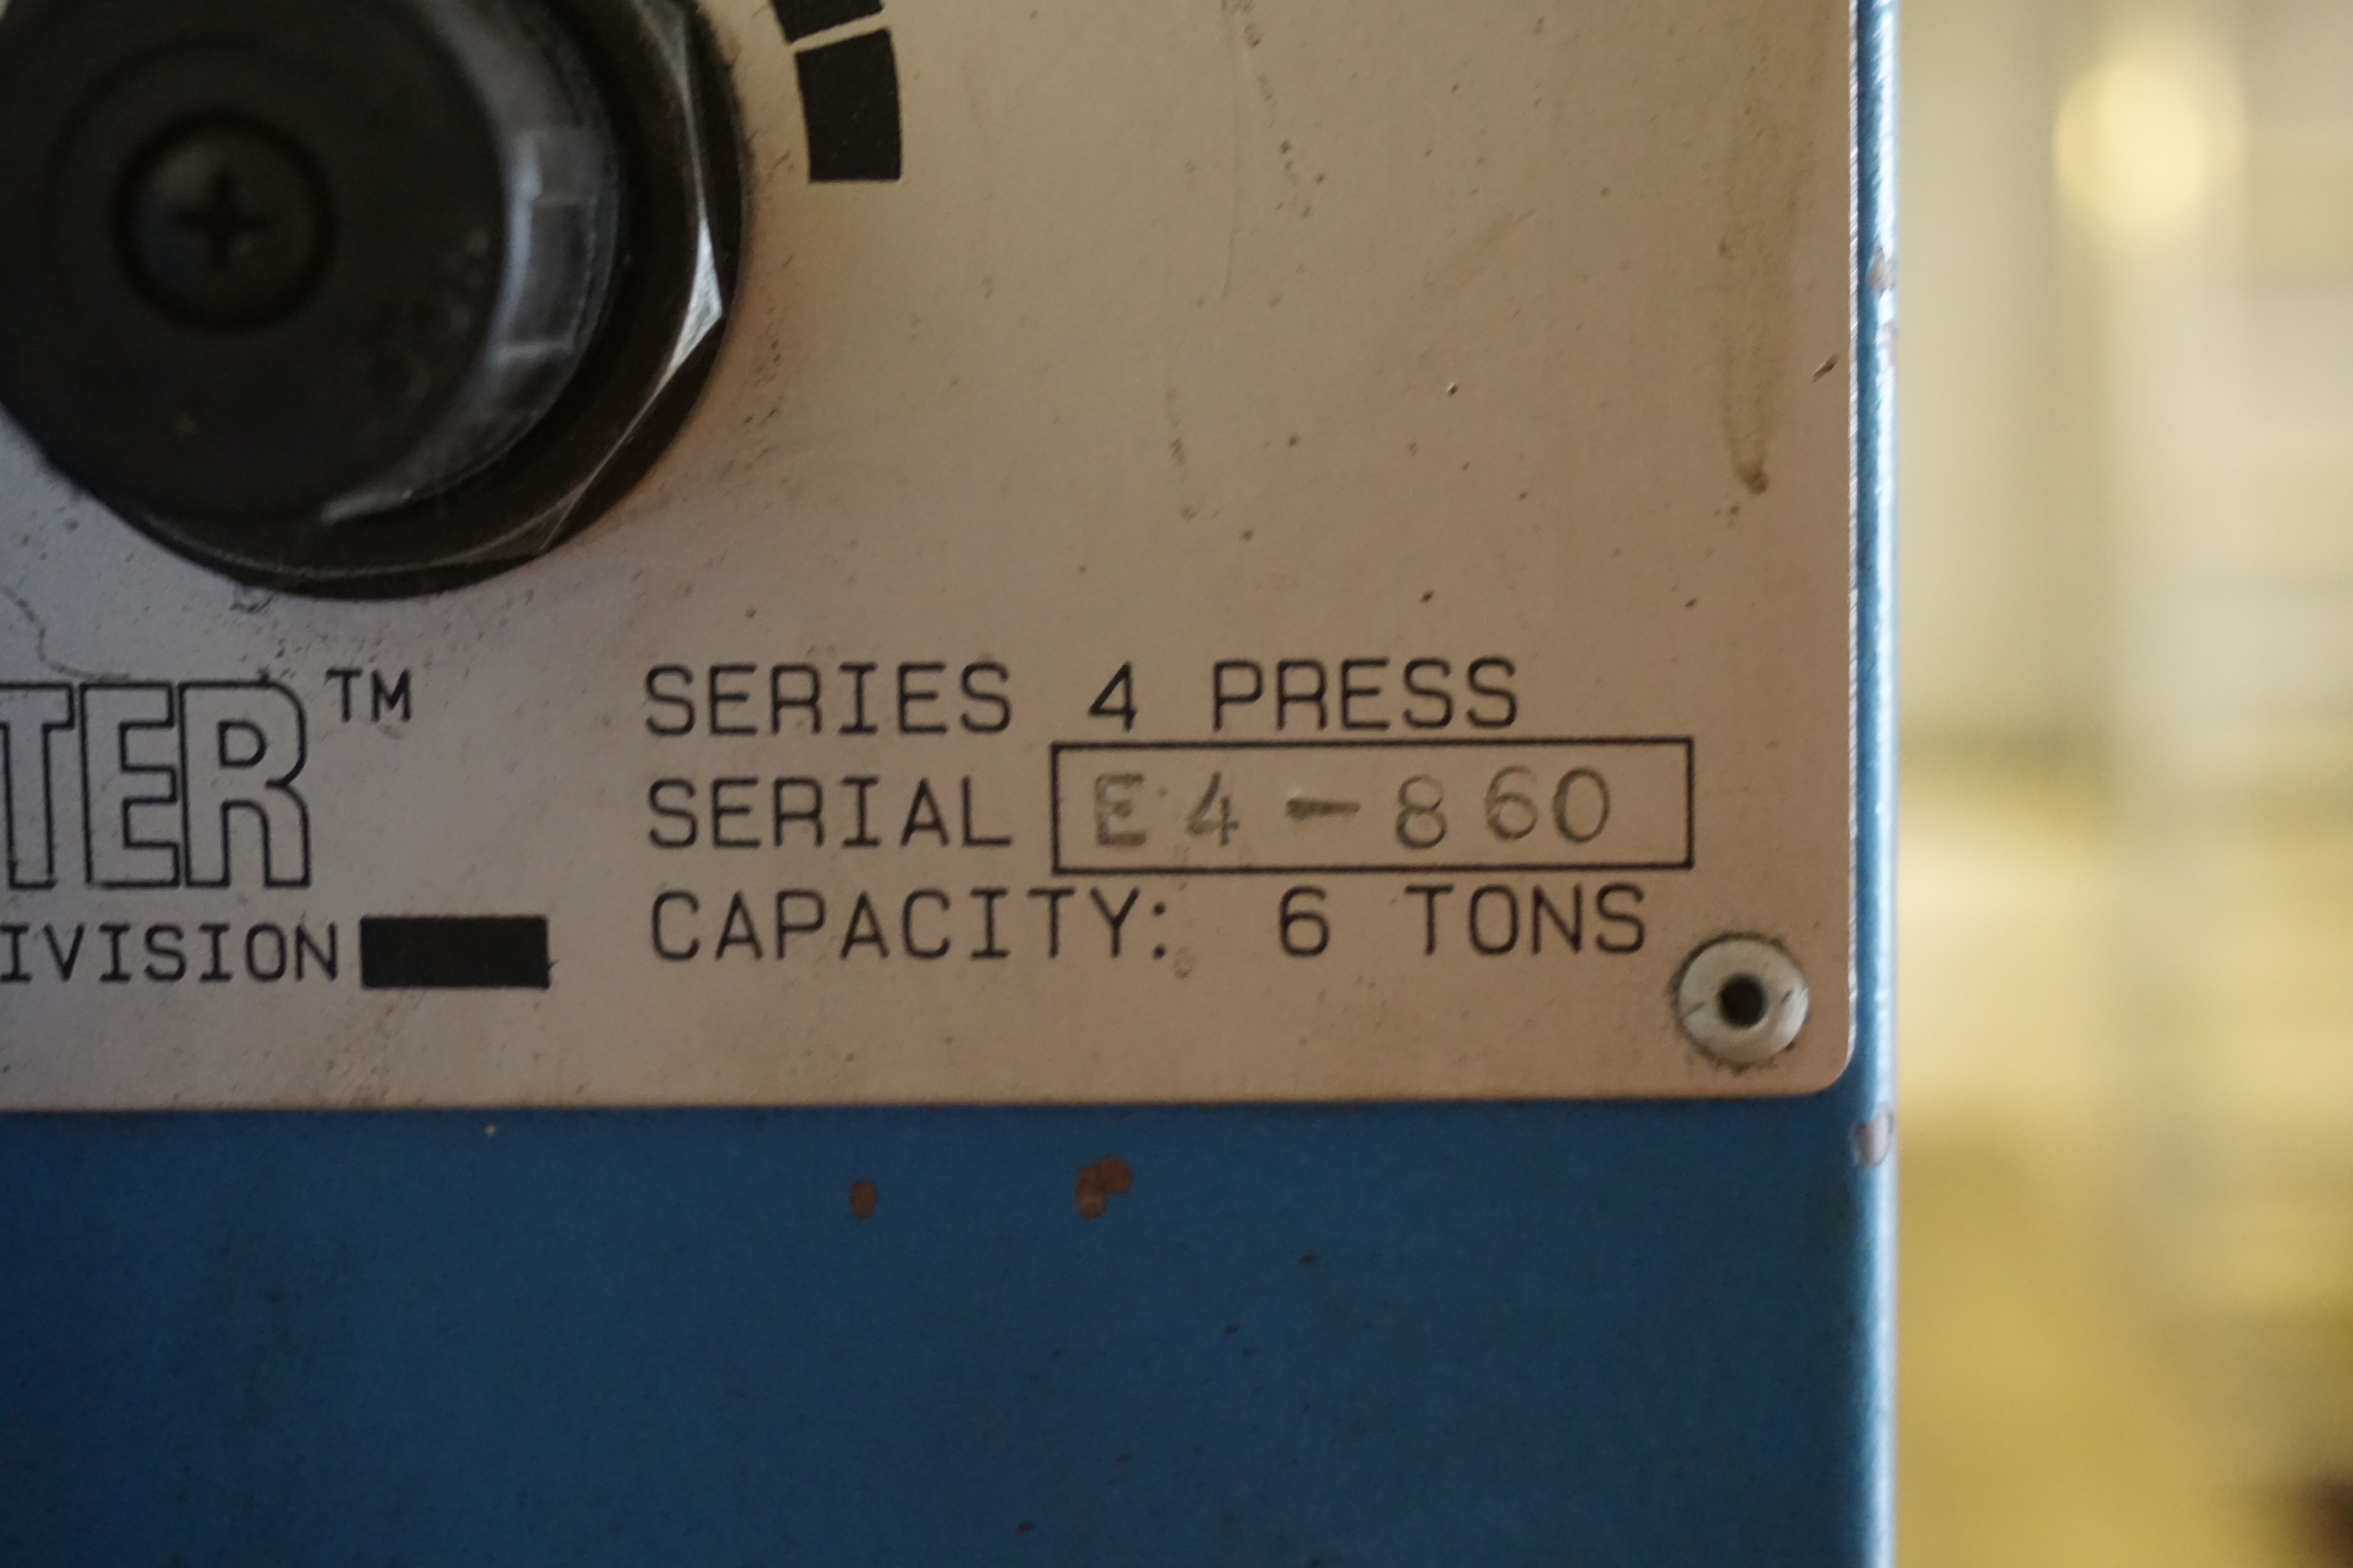 TER™
IVISION
SERIES 4 PRESS
SERIAL E4-860
CAPACITY: 6 TONS